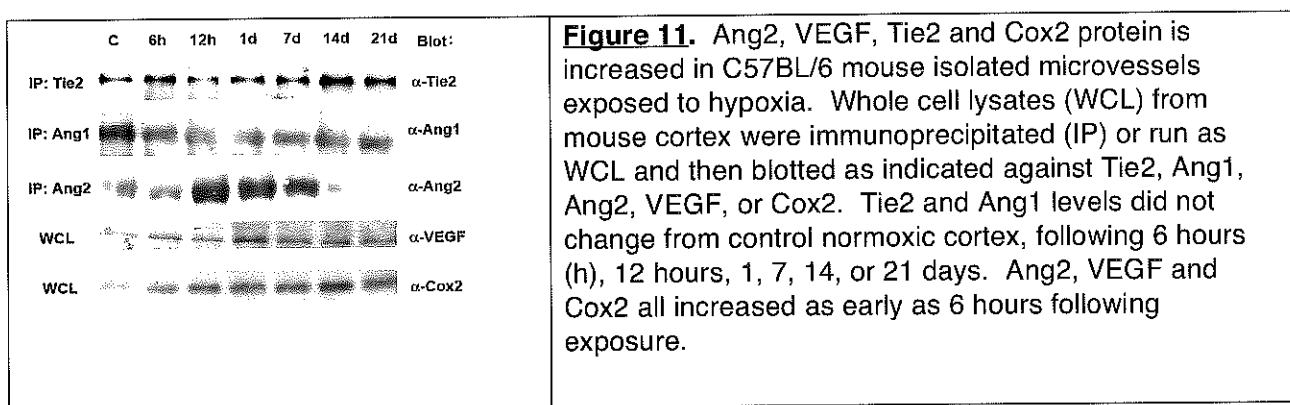 C 6h 12h 1d 7d 14d 21d Blot:
IP: Tie2 α-Tie2
IP: Ang1 α-Ang1
IP: Ang2 α-Ang2
WCL α-VEGF
WCL α-Cox2
Figure 11. Ang2, VEGF, Tie2 and Cox2 protein is
increased in C57BL/6 mouse isolated microvessels
exposed to hypoxia. Whole cell lysates (WCL) from
mouse cortex were immunoprecipitated (IP) or run as
WCL and then blotted as indicated against Tie2, Ang1,
Ang2, VEGF, or Cox2. Tie2 and Ang1 levels did not
change from control normoxic cortex, following 6 hours
(h), 12 hours, 1, 7, 14, or 21 days. Ang2, VEGF and
Cox2 all increased as early as 6 hours following
exposure.